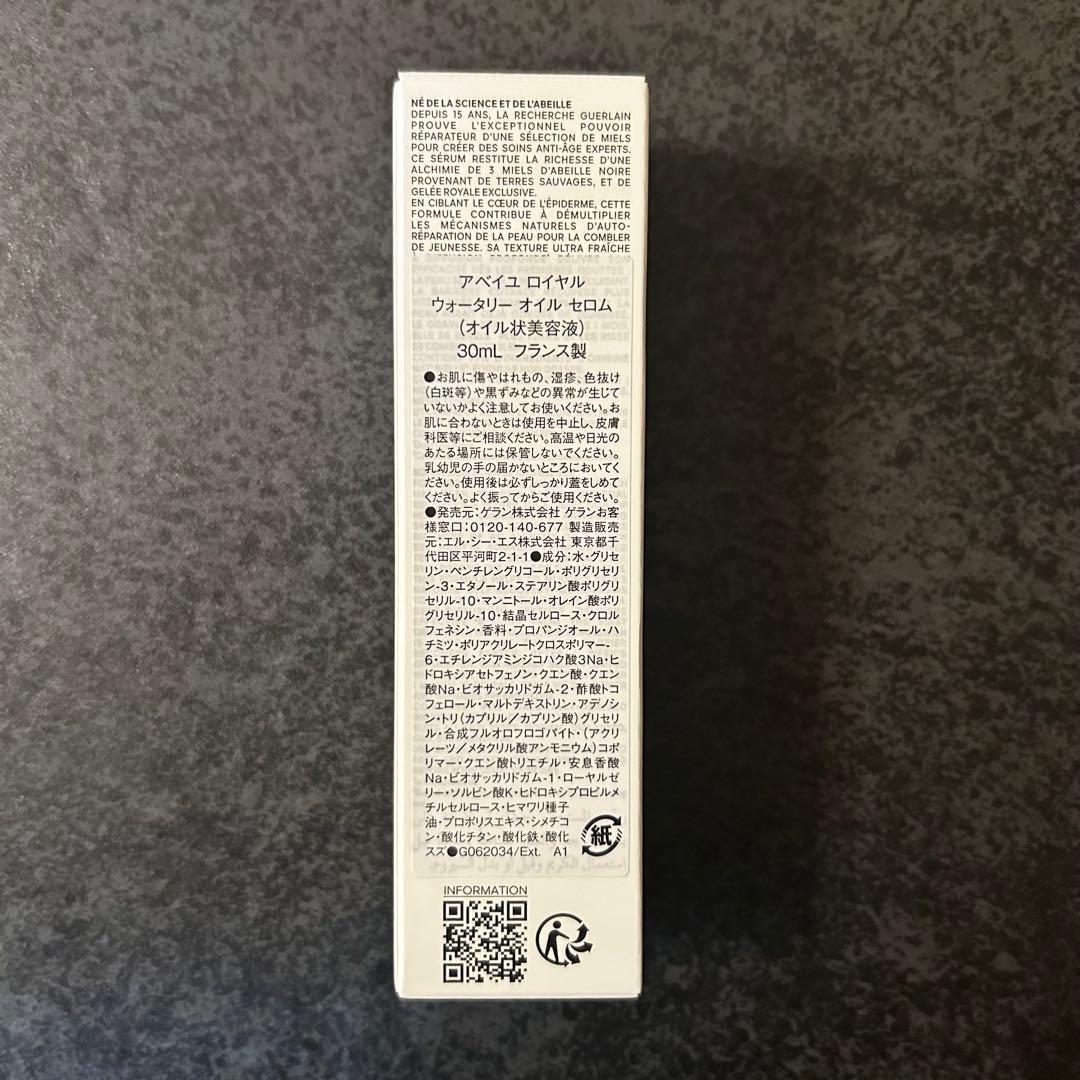 NÉ DE LA SCIENCE ET DE L'ABEILLE
DEPUIS 15 ANS, LA RECHERCHE GUERLAIN
PROUVE L'EXCEPTIONNEL POUVOIR
RÉPARATEUR D'UNE SÉLECTION DE MIELS
POUR CRÉER DES SOINS ANTI-ÂGE EXPERTS.
CE SÉRUM RESTITUE LA RICHESSE D'UNE
ALCHIMIE DE 3 MIELS D'ABEILLE NOIRE
PROVENANT DE TERRES SAUVAGES, ET DE
GELÉE ROYALE EXCLUSIVE.
EN CIBLANT LE CŒUR DE L'ÉPIDERME, CETTE
FORMULE CONTRIBUE À DÉMULTIPLIER
LES MÉCANISMES NATURELS D'AUTO-
RÉPARATION DE LA PEAU POUR LA COMBLER
DE JEUNESSE. SA TEXTURE ULTRA FRAÎCHE
アベイユ ロイヤル
ウォータリー オイル セロム
(オイル状美容液)
30mL フランス製
●お肌に傷やはれもの、湿疹、色抜け
(白斑等)や黒ずみなどの異常が生じて
いないかよく注意してお使いください。お
肌に合わないときは使用を中止し、皮膚
科医等にご相談ください。高温や日光の
あたる場所には保管しないでください。
乳幼児の手の届かないところにおいてく
ださい。使用後は必ずしっかり蓋をしめて
ください。よく振ってからご使用ください。
●発売元:ゲラン株式会社 ゲランお客
様窓口:0120-140-677 製造販売
元:エル・シー・エス株式会社 東京都千
代田区平河町2-1-1●成分:水・グリセ
リン・ペンチレングリコール・ポリグリセリ
ン-3・エタノール・ステアリン酸ポリグリ
セリル-10・マンニトール・オレイン酸ポリ
グリセリル-10・結晶セルロース・クロル
フェネシン・香料・プロパンジオール・ハ
チミツ・ポリアクリレートクロスポリマー-
6・エチレンジアミンジコハク酸3Na・ヒ
ドロキシアセトフェノン・クエン酸・クエン
酸Na・ビオサッカリドガム-2・酢酸トコ
フェロール・マルトデキストリン・アデノシ
ン・トリ(カプリル/カプリン酸)グリセリ
ル・合成フルオロフロゴパイト・(アクリ
レーツ/メタクリル酸アンモニウム)コポ
リマー・クエン酸トリエチル・安息香酸
Na・ビオサッカリドガム-1・ローヤルゼ
リー・ソルビン酸K・ヒドロキシプロピルメ
チルセルロース・ヒマワリ種子
油・プロポリスエキス・シメチコ
ン・酸化チタン・酸化鉄・酸化
スズ●G062034/Ext. A1
紙
INFORMATION